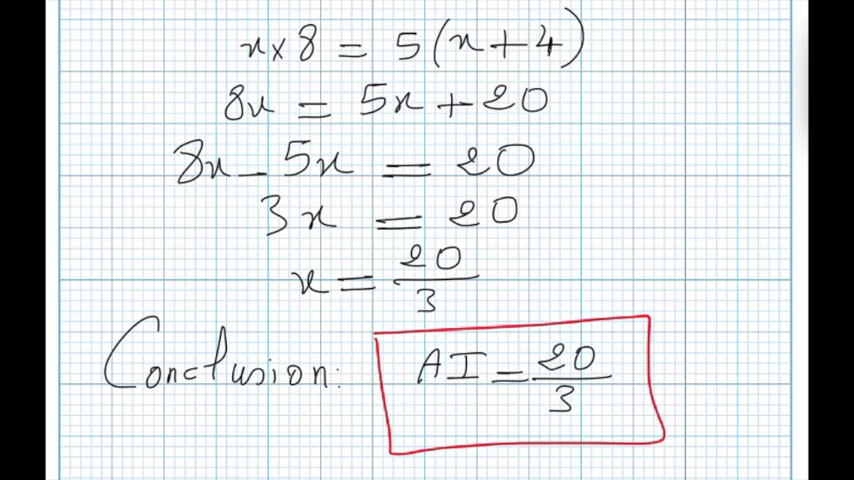 x×8 = 5(x+4)
8x = 5x+20
8x-5x = 20
3x = 20
x = 20/3
Conclusion: AI = 20/3